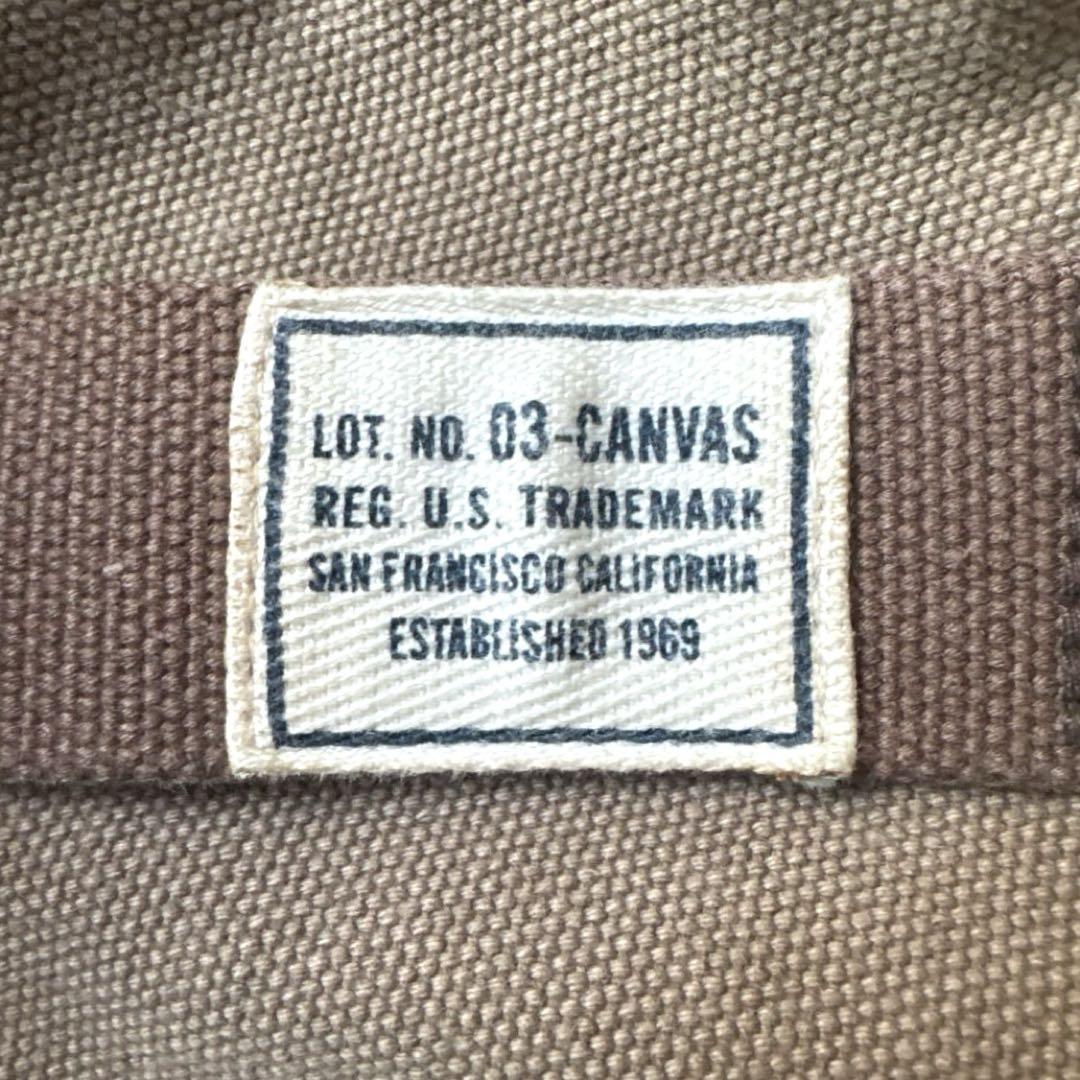 LOT. NO. 03-CANVAS
REG. U.S. TRADEMARK
SAN FRANCISCO CALIFORNIA
ESTABLISHED 1969